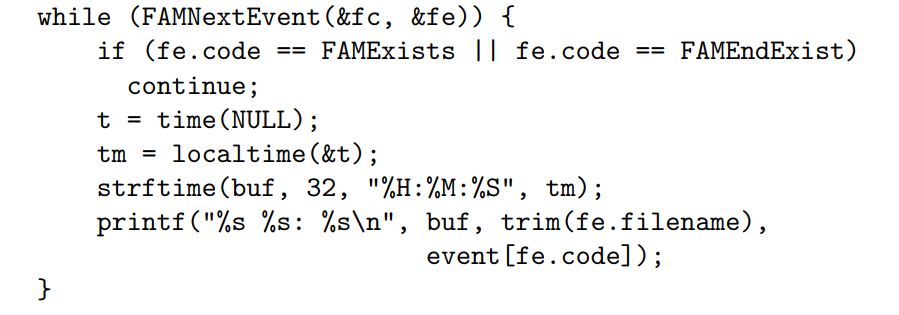 while (FAMNextEvent(&fc, &fe)) {
if (fe.code == FAMExists || fe.code == FAMEndExist)
continue;
t = time(NULL);
tm = localtime(&t);
strftime(buf, 32, "%H:%M:%S", tm);
printf("%s %s: %s\n", buf, trim(fe.filename),
event[fe.code]);
}